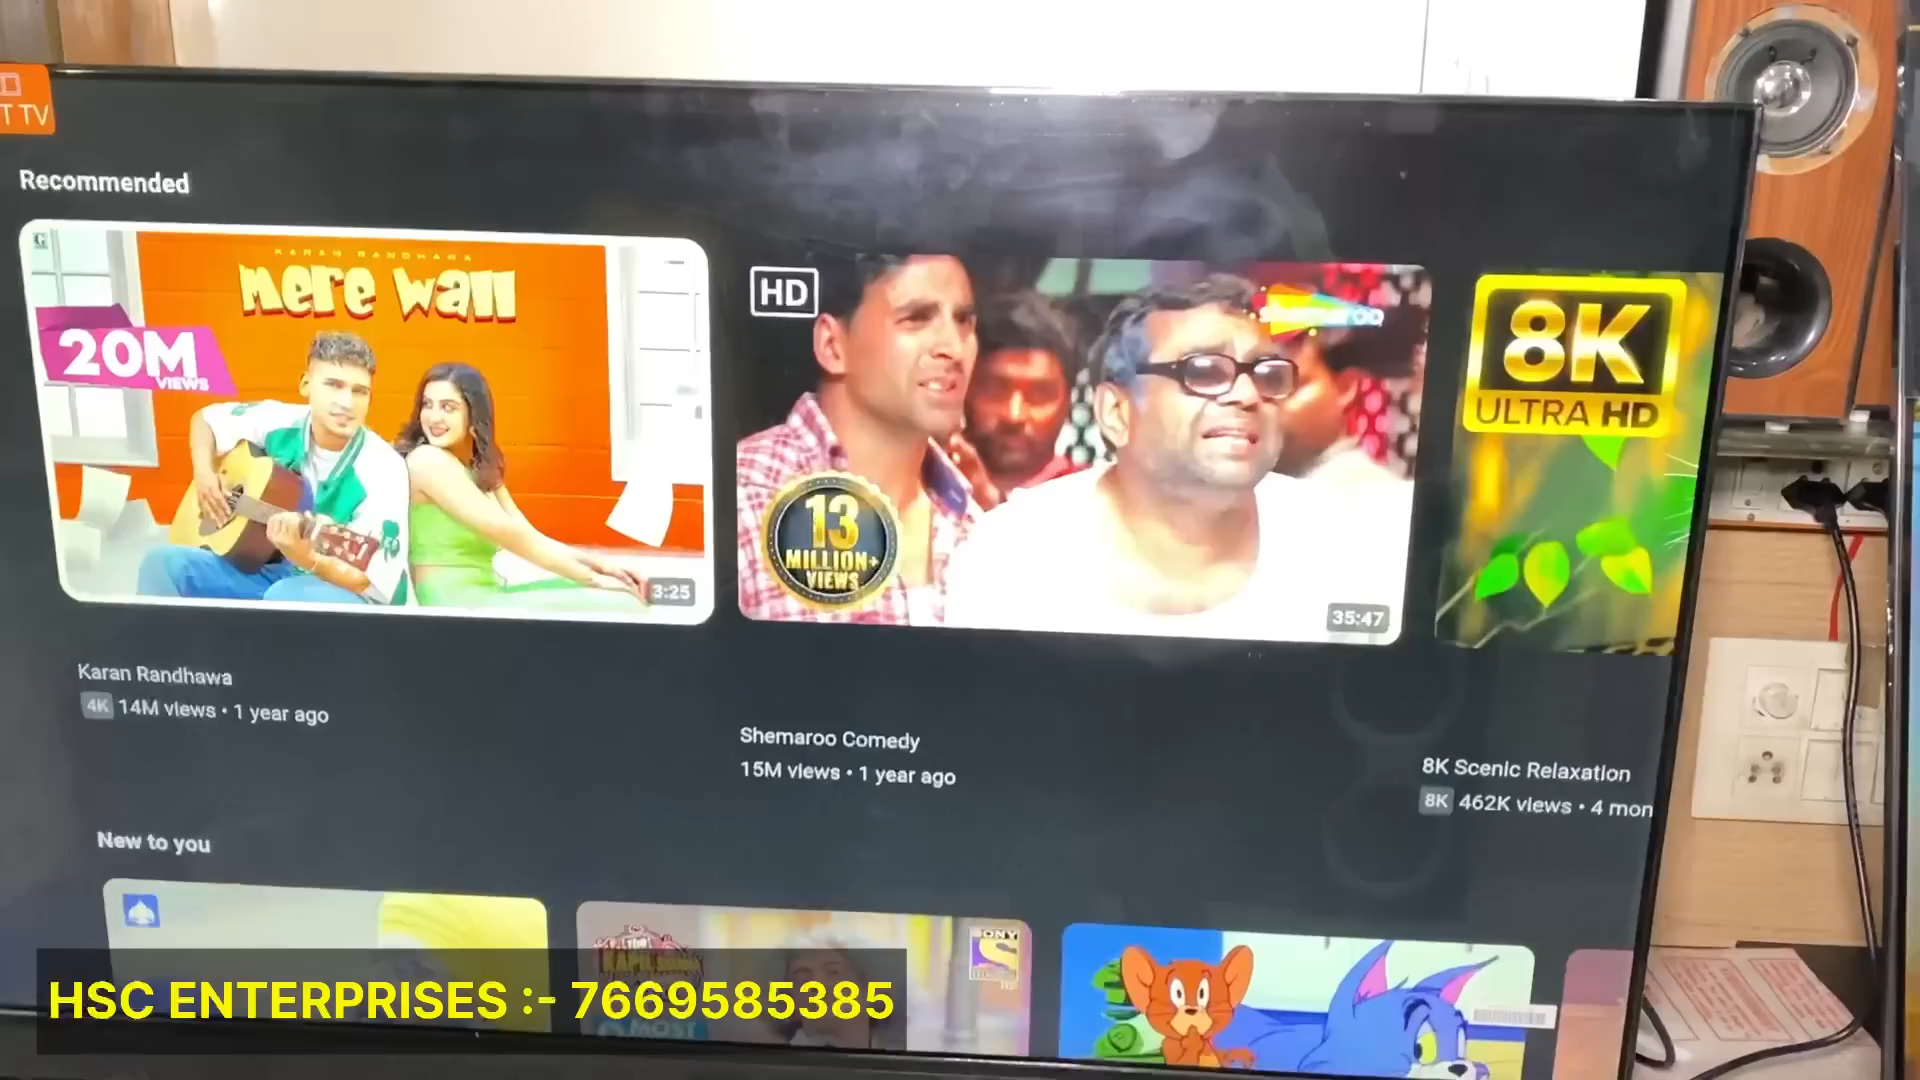 T TV
Recommended
G
KARAN RANDHAWA
Mere Wall
20M
VIEWS
3:25
HD
13
MILLION+
VIEWS
35:47
8K
ULTRA HD
Karan Randhawa
4K 14M views • 1 year ago
Shemaroo Comedy
15M views • 1 year ago
8K Scenic Relaxation
8K 462K views • 4 mon
New to you
SONY
HSC ENTERPRISES :- 7669585385
MOST